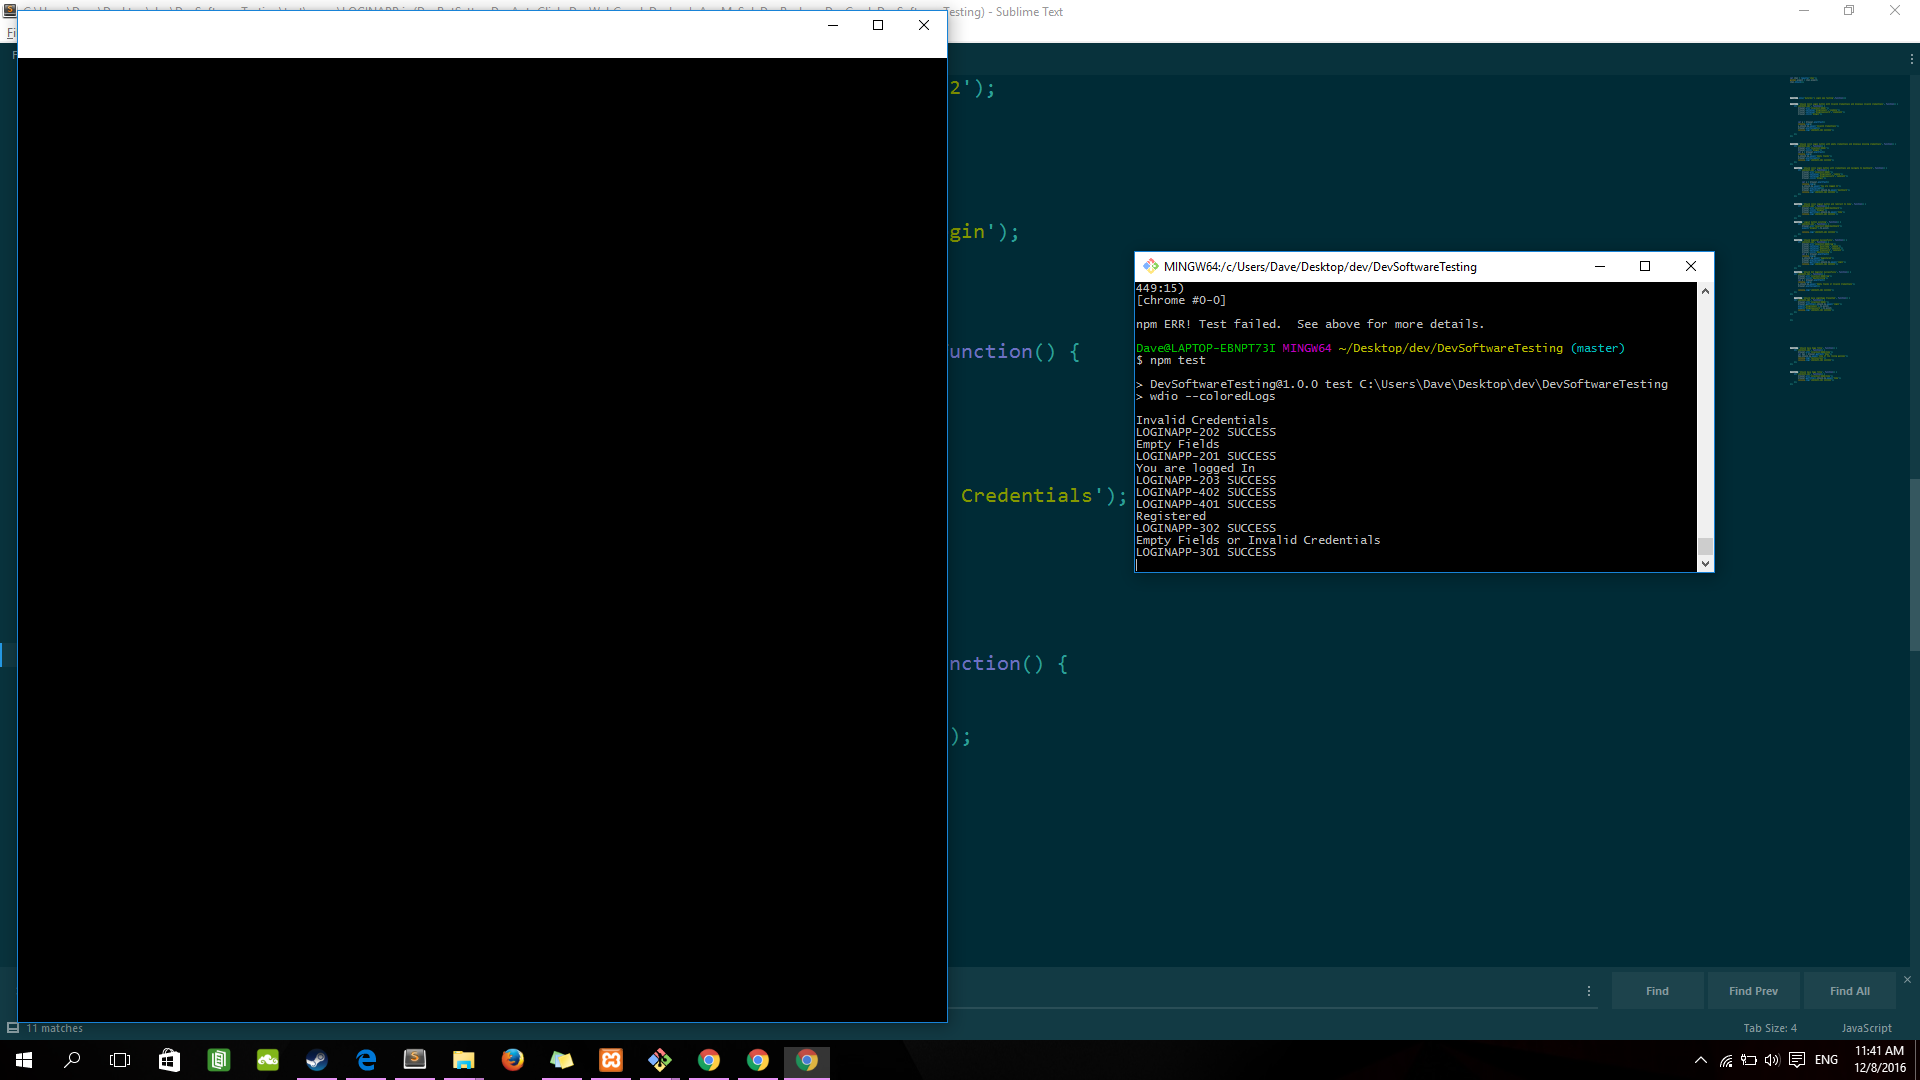 Testing) - Sublime Text
Fi
2');
gin');
unction() {
Credentials');
nction() {
);
MINGW64:/c/Users/Dave/Desktop/dev/DevSoftwareTesting
449:15)
[chrome #0-0]
npm ERR! Test failed.  See above for more details.
Dave@LAPTOP-EBNPT73I MINGW64 ~/Desktop/dev/DevSoftwareTesting (master)
$ npm test
> DevSoftwareTesting@1.0.0 test C:\Users\Dave\Desktop\dev\DevSoftwareTesting
> wdio --coloredLogs
Invalid Credentials
LOGINAPP-202 SUCCESS
Empty Fields
LOGINAPP-201 SUCCESS
You are logged In
LOGINAPP-203 SUCCESS
LOGINAPP-402 SUCCESS
LOGINAPP-401 SUCCESS
Registered
LOGINAPP-302 SUCCESS
Empty Fields or Invalid Credentials
LOGINAPP-301 SUCCESS
Find
Find Prev
Find All
11 matches
Tab Size: 4
JavaScript
ENG
11:41 AM
12/8/2016